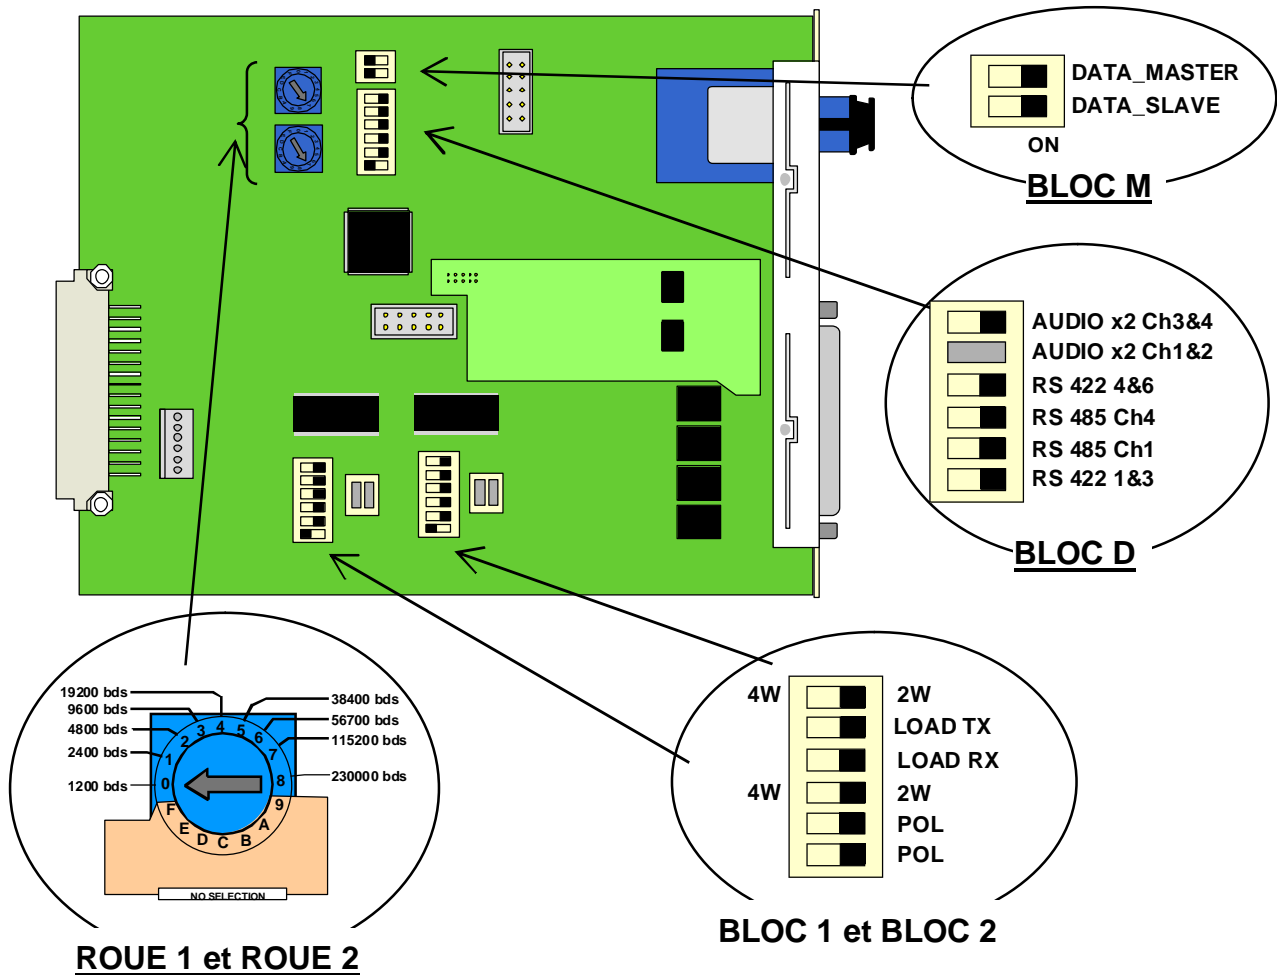 DATA_MASTER
DATA_SLAVE
ON
BLOC M
AUDIO x2 Ch3&4
AUDIO x2 Ch1&2
RS 422 4&6
RS 485 Ch4
RS 485 Ch1
RS 422 1&3
BLOC D
19200 bds
9600 bds
4800 bds
2400 bds
1200 bds
38400 bds
56700 bds
115200 bds
230000 bds
0 1 2 3 4 5 6 7 8 9 A B C D E F
NO SELECTION
ROUE 1 et ROUE 2
4W 2W
LOAD TX
LOAD RX
4W 2W
POL
POL
BLOC 1 et BLOC 2